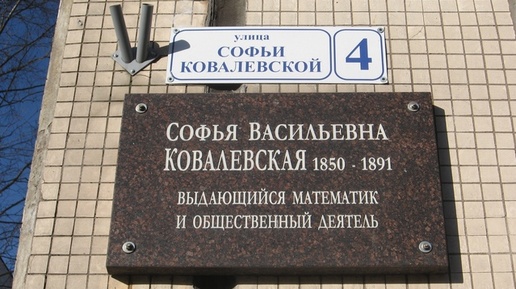 улица
СОФЬИ
КОВАЛЕВСКОЙ
4
СОФЬЯ ВАСИЛЬЕВНА
КОВАЛЕВСКАЯ 1850 - 1891
ВЫДАЮЩИЙСЯ МАТЕМАТИК
И ОБЩЕСТВЕННЫЙ ДЕЯТЕЛЬ